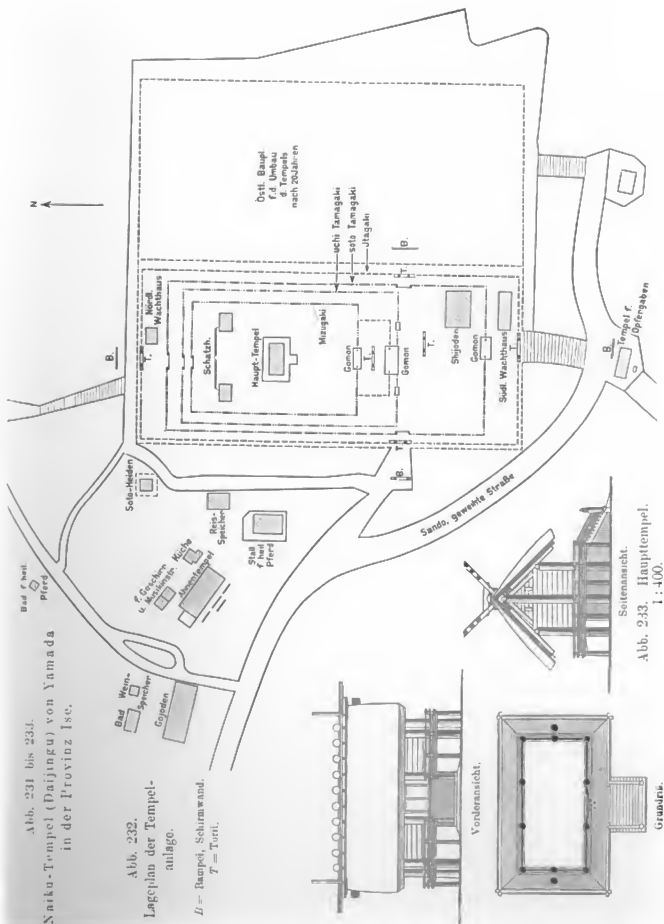 Abb. 231 bis 233.
Naiku-Tempel (Daijingu) von Yamada
in der Provinz Ise.
Abb. 232.
Lageplan der Tempel-
anlage.
B = Bampei, Schirmwand.
T = Torii.
N
Bad f. heil.
Pferd
Bad
Wein-
Speicher
Gojoden
f. Geschirr
u. Musikinstr.
Küche
Ahnentempel
Soto-Heiden
Reis-
Speicher
Stall
f heil
Pferd
B.
T.
Nördl.
Wachthaus
Schatzh.
Haupt-Tempel
Mizugaki
Gomon
T.
Gomon
T.
Shijoden
Gomon
Südl. Wachthaus
T.
B.
T.
B.
uchi Tamagaki
soto Tamagaki
Jtagaki
Östl. Baupl.
f. d. Umbau
d. Tempels
nach 20 Jahren
Sando, geweihte Straße
B.
Tempel f.
Opfergaben
Vorderansicht.
Seitenansicht.
Grundriß.
Abb. 233. Haupttempel.
1 : 400.